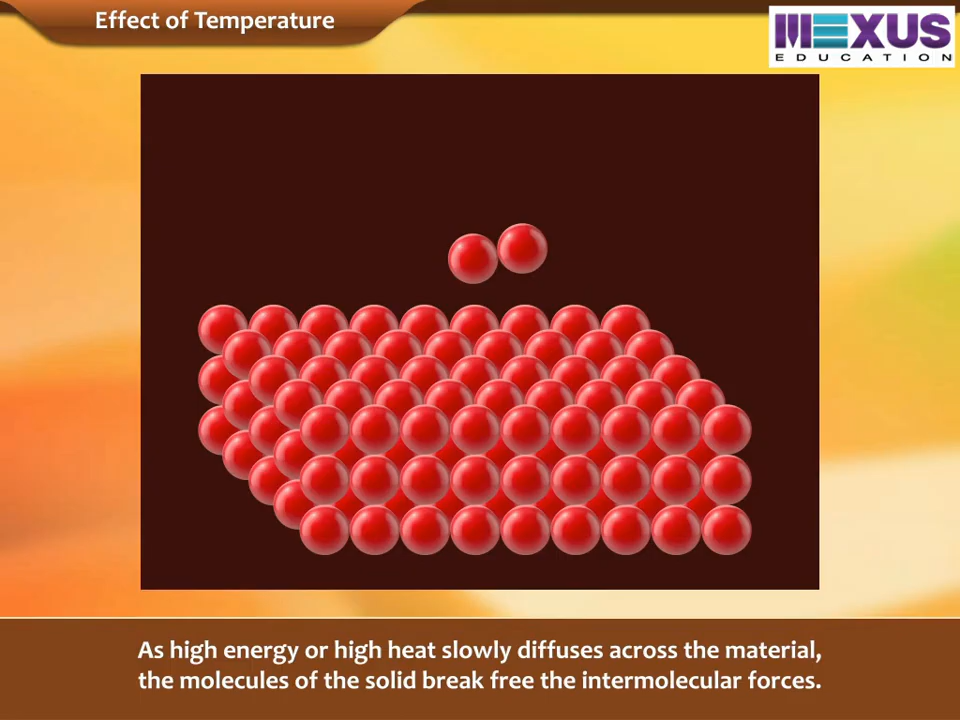 Effect of Temperature
MEXUS
EDUCATION
As high energy or high heat slowly diffuses across the material,
the molecules of the solid break free the intermolecular forces.